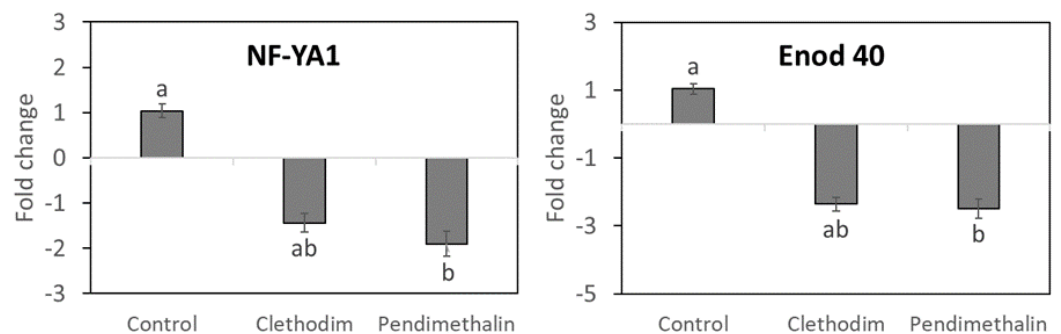 NF-YA1
Fold change
3
2
1
0
-1
-2
-3
a
ab
b
Control Clethodim Pendimethalin
Enod 40
Fold change
3
1
-1
-3
-5
a
ab
b
Control Clethodim Pendimethalin